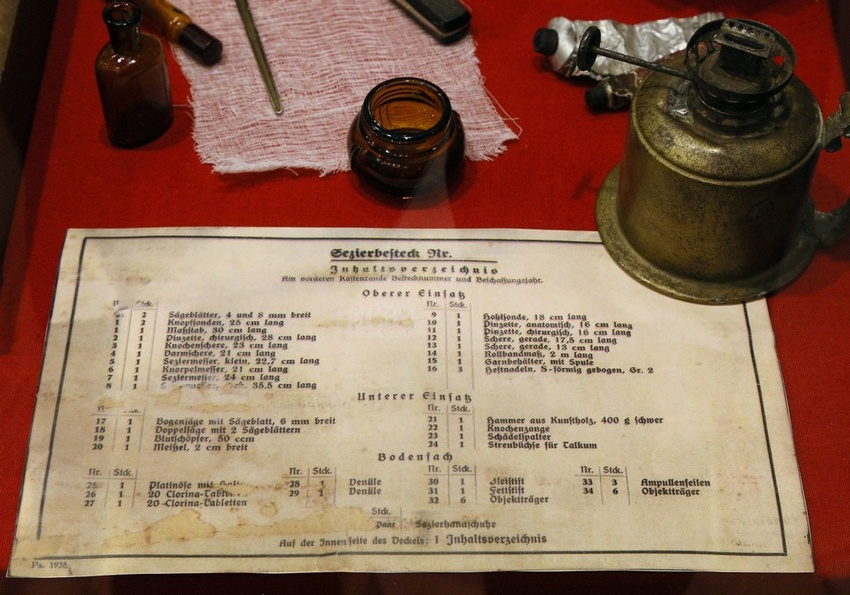 Sezierbesteck Nr.
Inhaltsverzeichnis
Am vorderen Kastenrande Bestecknummer und Beschaffungsjahr.
Oberer Einsatz
Stck.
2 Sägeblätter, 4 und 8 mm breit
1 2 Knopfsonden, 25 cm lang
1 1 Maßstab, 30 cm lang
2 1 Pinzette, chirurgisch, 28 cm lang
3 1 Knochenschere, 23 cm lang
4 1 Darmschere, 21 cm lang
5 1 Seziermesser, klein, 22,7 cm lang
6 1 Knorpelmesser, 21 cm lang
7 1 Seziermesser, 24 cm lang
8 1 35,5 cm lang
Nr. Stck.
9 1 Hohlsonde, 18 cm lang
10 1 Pinzette, anatomisch, 16 cm lang
11 1 Pinzette, chirurgisch, 16 cm lang
12 1 Schere, gerade, 17,5 cm lang
13 1 Schere, gerade, 13 cm lang
14 1 Rollbandmaß, 2 m lang
15 1 Garnbehälter, mit Spule
16 3 Heftnadeln, S-förmig gebogen, Gr. 2
Unterer Einsatz
17 1 Bogensäge mit Sägeblatt, 6 mm breit
18 1 Doppelsäge mit 2 Sägeblättern
19 1 Blutschöpfer, 50 ccm
20 1 Meißel, 2 cm breit
Nr. Stck.
21 1 Hammer aus Kunstholz, 400 g schwer
22 1 Knochenzange
23 1 Schädelspalter
24 1 Streubüchse für Talkum
Bodenfach
Nr. Stck.
25 1 Platinöse mit
26 1 20 Clorina-Tabletten
27 1 20 Clorina-Tabletten
Nr. Stck.
28 1 Venüle
29 1 Venüle
Nr. Stck.
30 1 Bleistift
31 1 Fettstift
32 6 Objektträger
Nr. Stck.
33 3 Ampullenfeilen
34 6 Objektträger
Stck.
Paar Sezierhandschuhe
Auf der Innenseite des Deckels: 1 Inhaltsverzeichnis
Pa. 1938.